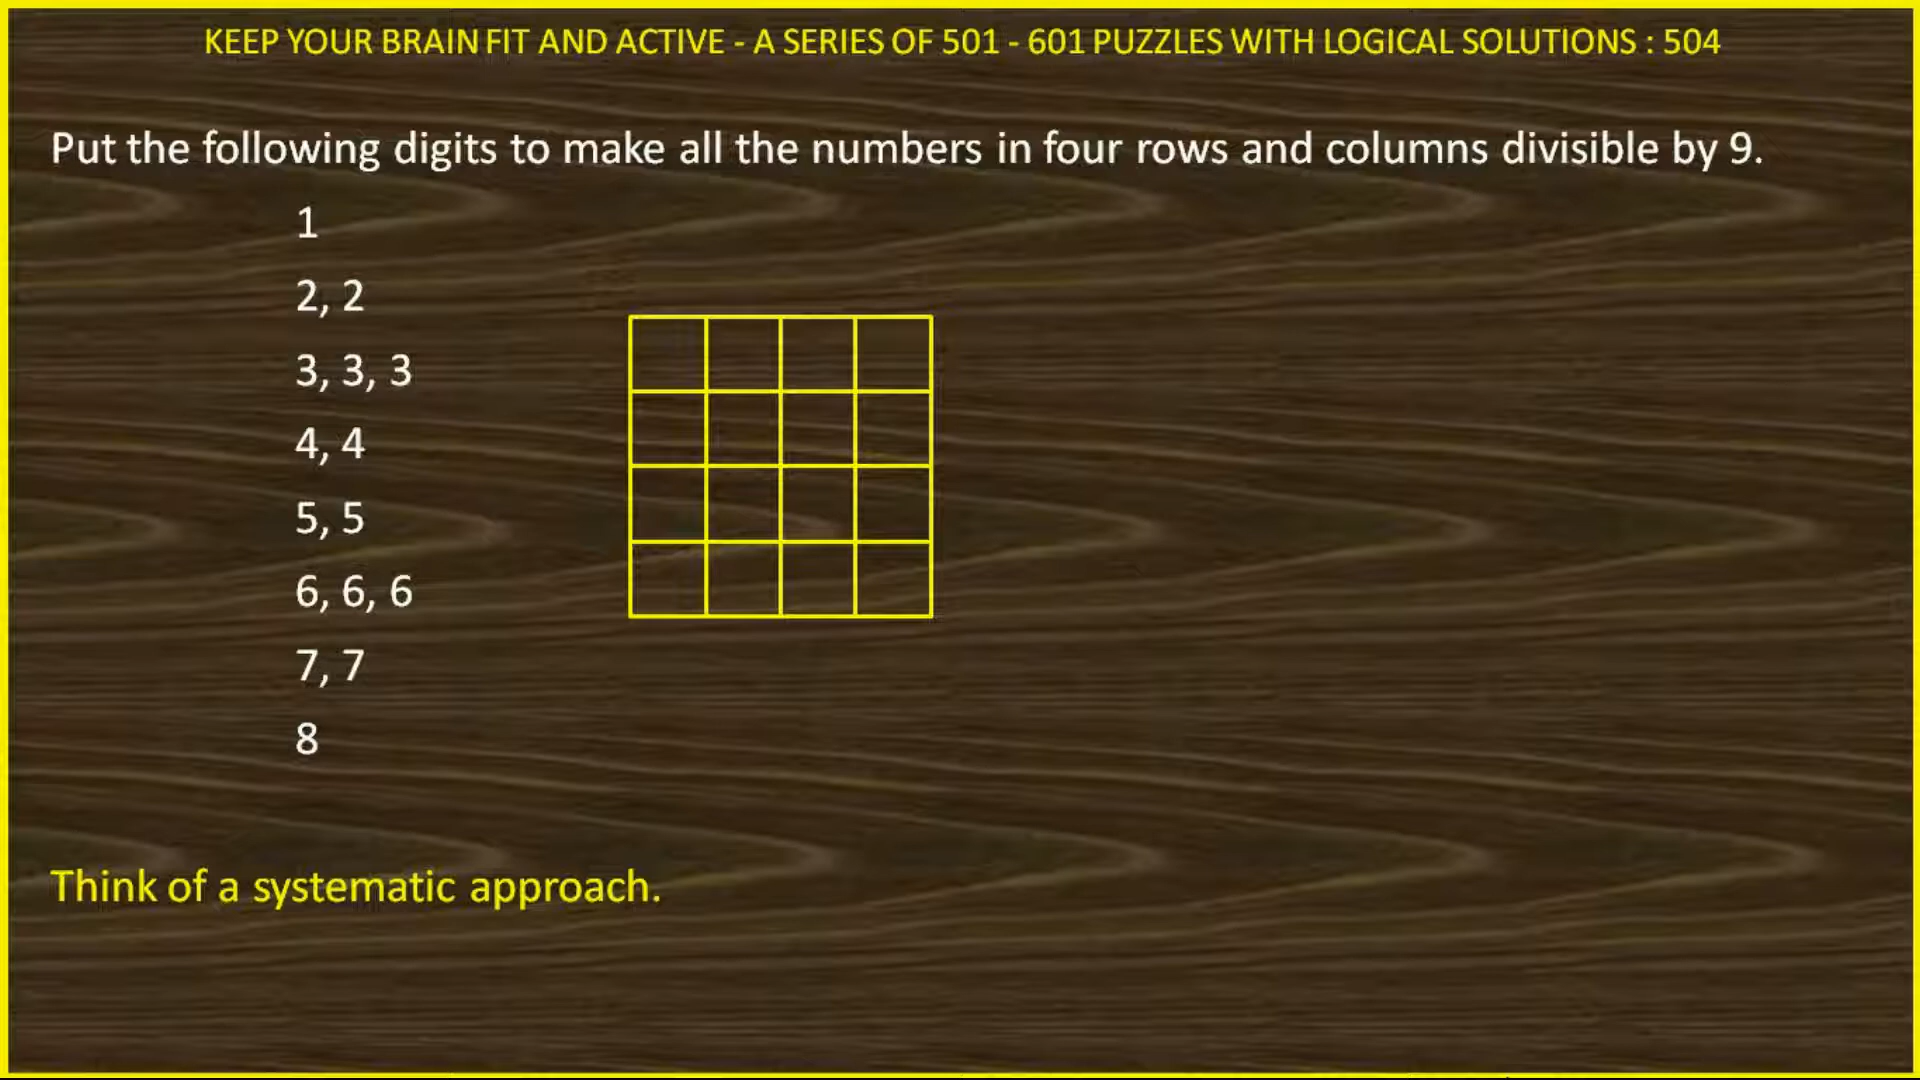 KEEP YOUR BRAIN FIT AND ACTIVE - A SERIES OF 501 - 601 PUZZLES WITH LOGICAL SOLUTIONS : 504
Put the following digits to make all the numbers in four rows and columns divisible by 9.
1
2, 2
3, 3, 3
4, 4
5, 5
6, 6, 6
7, 7
8
Think of a systematic approach.